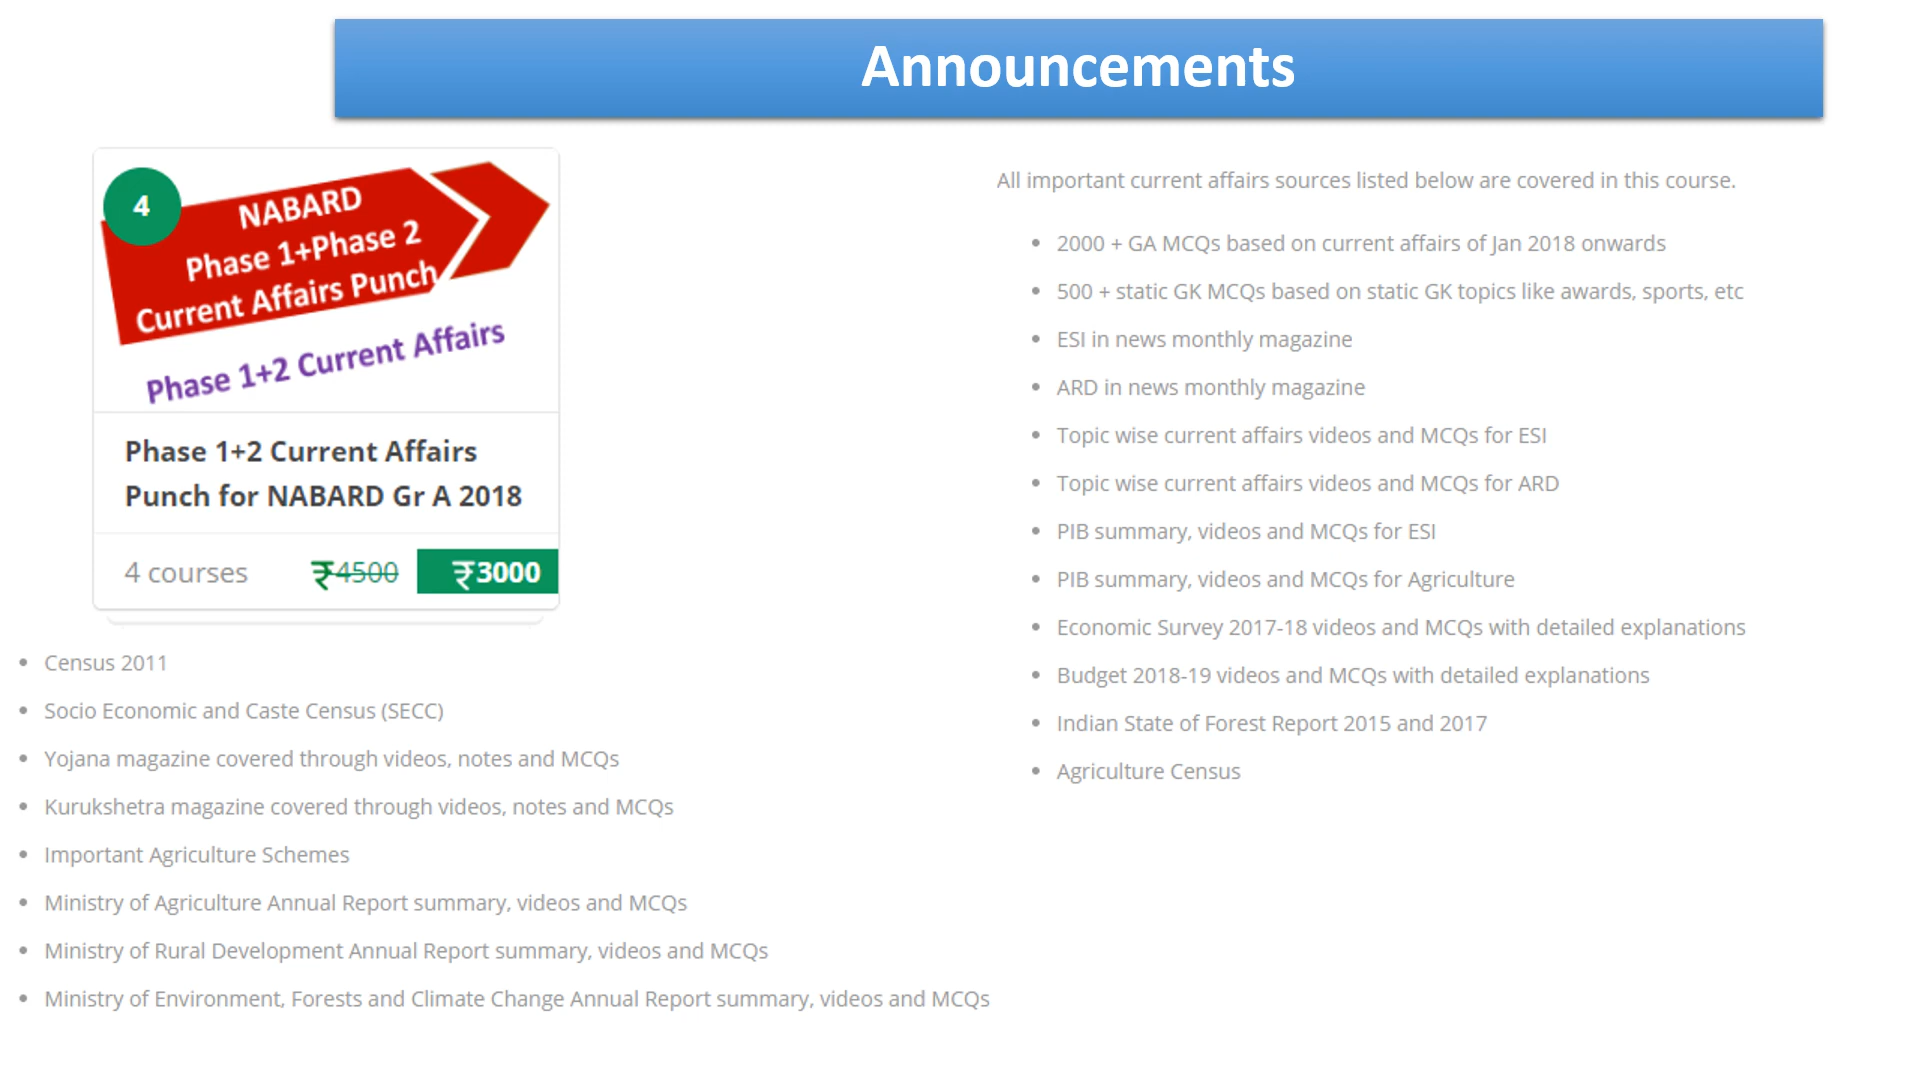 Announcements
4
NABARD
Phase 1+Phase 2
Current Affairs Punch
Phase 1+2 Current Affairs
Phase 1+2 Current Affairs
Punch for NABARD Gr A 2018
4 courses ₹4500 ₹3000
• Census 2011
• Socio Economic and Caste Census (SECC)
• Yojana magazine covered through videos, notes and MCQs
• Kurukshetra magazine covered through videos, notes and MCQs
• Important Agriculture Schemes
• Ministry of Agriculture Annual Report summary, videos and MCQs
• Ministry of Rural Development Annual Report summary, videos and MCQs
• Ministry of Environment, Forests and Climate Change Annual Report summary, videos and MCQs
All important current affairs sources listed below are covered in this course.
• 2000 + GA MCQs based on current affairs of Jan 2018 onwards
• 500 + static GK MCQs based on static GK topics like awards, sports, etc
• ESI in news monthly magazine
• ARD in news monthly magazine
• Topic wise current affairs videos and MCQs for ESI
• Topic wise current affairs videos and MCQs for ARD
• PIB summary, videos and MCQs for ESI
• PIB summary, videos and MCQs for Agriculture
• Economic Survey 2017-18 videos and MCQs with detailed explanations
• Budget 2018-19 videos and MCQs with detailed explanations
• Indian State of Forest Report 2015 and 2017
• Agriculture Census